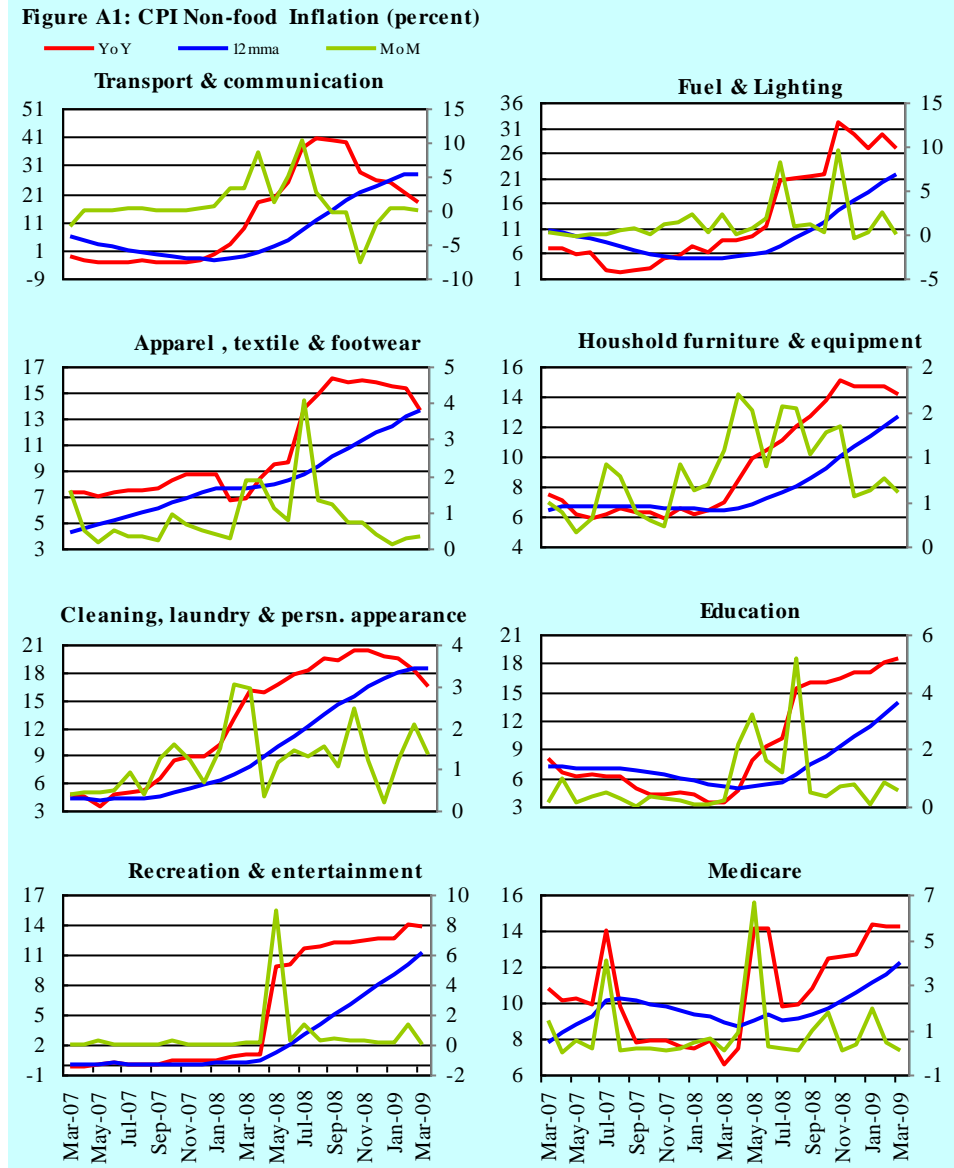 Figure A1: CPI Non-food Inflation (percent)
YoY 12mma MoM
Transport & communication
51
41
31
21
11
1
-9
15
10
5
0
-5
-10
Fuel & Lighting
36
31
26
21
16
11
6
1
15
10
5
0
-5
Apparel , textile & footwear
17
15
13
11
9
7
5
3
5
4
3
2
1
0
Houshold furniture & equipment
16
14
12
10
8
6
4
2
2
1
1
0
Cleaning, laundry & persn. appearance
21
18
15
12
9
6
3
4
3
2
1
0
Education
21
18
15
12
9
6
3
6
4
2
0
Recreation & entertainment
17
14
11
8
5
2
-1
10
8
6
4
2
0
-2
Mar-07
May-07
Jul-07
Sep-07
Nov-07
Jan-08
Mar-08
May-08
Jul-08
Sep-08
Nov-08
Jan-09
Mar-09
Medicare
16
14
12
10
8
6
7
5
3
1
-1
Mar-07
May-07
Jul-07
Sep-07
Nov-07
Jan-08
Mar-08
May-08
Jul-08
Sep-08
Nov-08
Jan-09
Mar-09